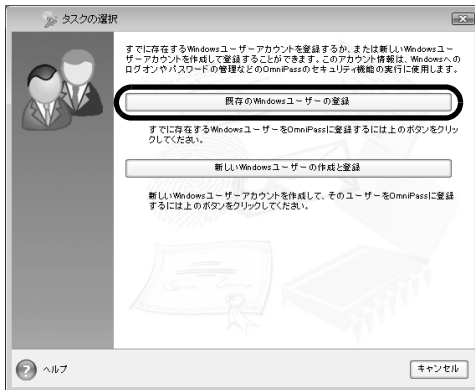 タスクの選択
すでに存在するWindowsユーザーアカウントを登録するか、または新しいWindowsユー
ザーアカウントを作成して登録することができます。このアカウント情報は、Windowsへの
ログオンやパスワードの管理などのOmniPassのセキュリティ機能の実行に使用します。
既存のWindowsユーザーの登録
すでに存在するWindowsユーザーをOmniPassに登録するには上のボタンをクリッ
クしてください。
新しいWindowsユーザーの作成と登録
新しいWindowsユーザーアカウントを作成して、そのユーザーをOmniPassに登録
するには上のボタンをクリックしてください。
ヘルプ
キャンセル